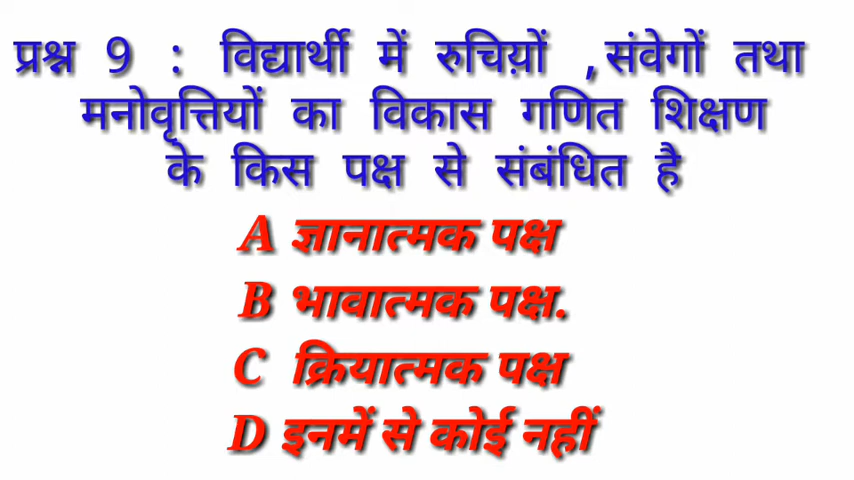 प्रश्न 9 : विद्यार्थी में रुचिय़ों ,संवेगों तथा
मनोवृत्तियों का विकास गणित शिक्षण
के किस पक्ष से संबंधित है
A ज्ञानात्मक पक्ष
B भावात्मक पक्ष.
C क्रियात्मक पक्ष
D इनमें से कोई नहीं